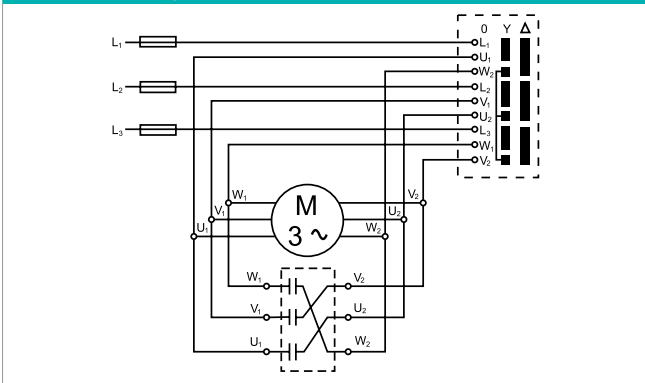 0 Y Δ
L₁ L₁
U₁
W₂
L₂ L₂
V₁
U₂
L₃ L₃
W₁
V₂
W₁ M V₂
V₁ U₂
U₁ 3 ~ W₂
W₁ V₂
V₁ U₂
U₁ W₂